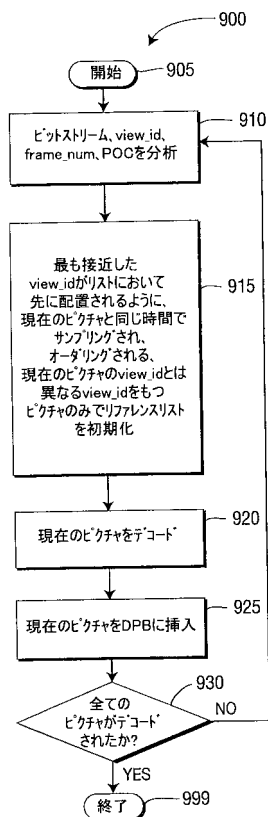 900
開始
905
ビットストリーム、view_id、
frame_num、POCを分析
910
最も接近した
view_idがリストにおいて
先に配置されるように、
現在のピクチャと同じ時間で
サンプリングされ、
オーダリングされる、
現在のピクチャのview_idとは
異なるview_idをもつ
ピクチャのみでリファレンスリスト
を初期化
915
現在のピクチャをデコード
920
現在のピクチャをDPBに挿入
925
全ての
ピクチャがデコード
されたか?
930
NO
YES
終了
999